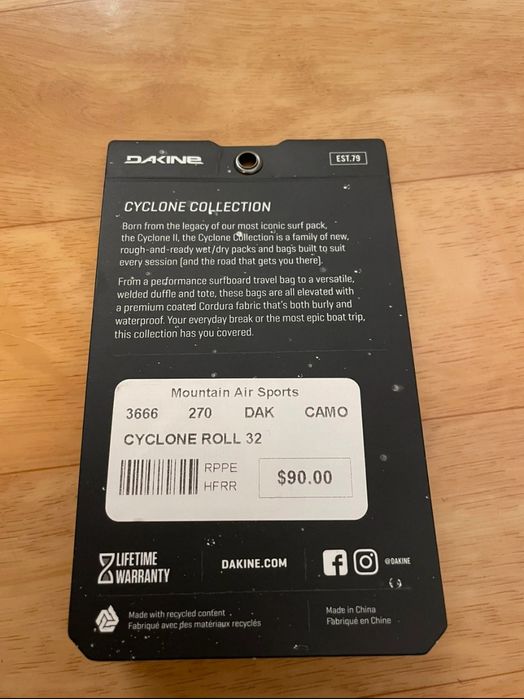 DAKINE
EST.79
CYCLONE COLLECTION
Born from the legacy of our most iconic surf pack,
the Cyclone II, the Cyclone Collection is a family of new,
rough-and-ready wet/dry packs and bags built to suit
every session (and the road that gets you there).
From a performance surfboard travel bag to a versatile,
welded duffle and tote, these bags are all elevated with
a premium coated Cordura fabric that's both burly and
waterproof. Your everyday break or the most epic boat trip,
this collection has you covered.
Mountain Air Sports
3666 270 DAK CAMO
CYCLONE ROLL 32
RPPE
HFRR
$90.00
LIFETIME
WARRANTY
DAKINE.COM
@DAKINE
Made with recycled content
Fabriqué avec des matériaux recyclés
Made in China
Fabriqué en Chine